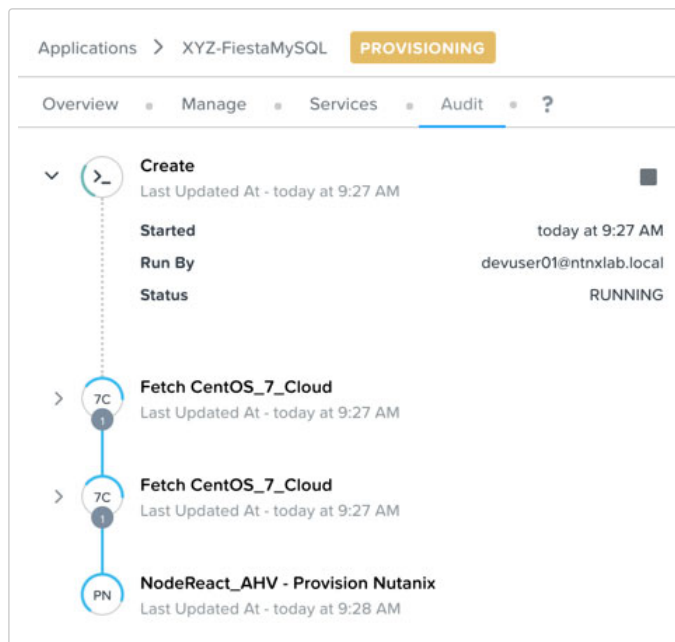 Applications > XYZ-FiestaMySQL PROVISIONING
Overview Manage Services Audit ?
Create
>_
Last Updated At - today at 9:27 AM
Started today at 9:27 AM
Run By devuser01@ntnxlab.local
Status RUNNING
Fetch CentOS_7_Cloud
7C
Last Updated At - today at 9:27 AM
1
Fetch CentOS_7_Cloud
7C
Last Updated At - today at 9:27 AM
1
NodeReact_AHV - Provision Nutanix
PN
Last Updated At - today at 9:28 AM